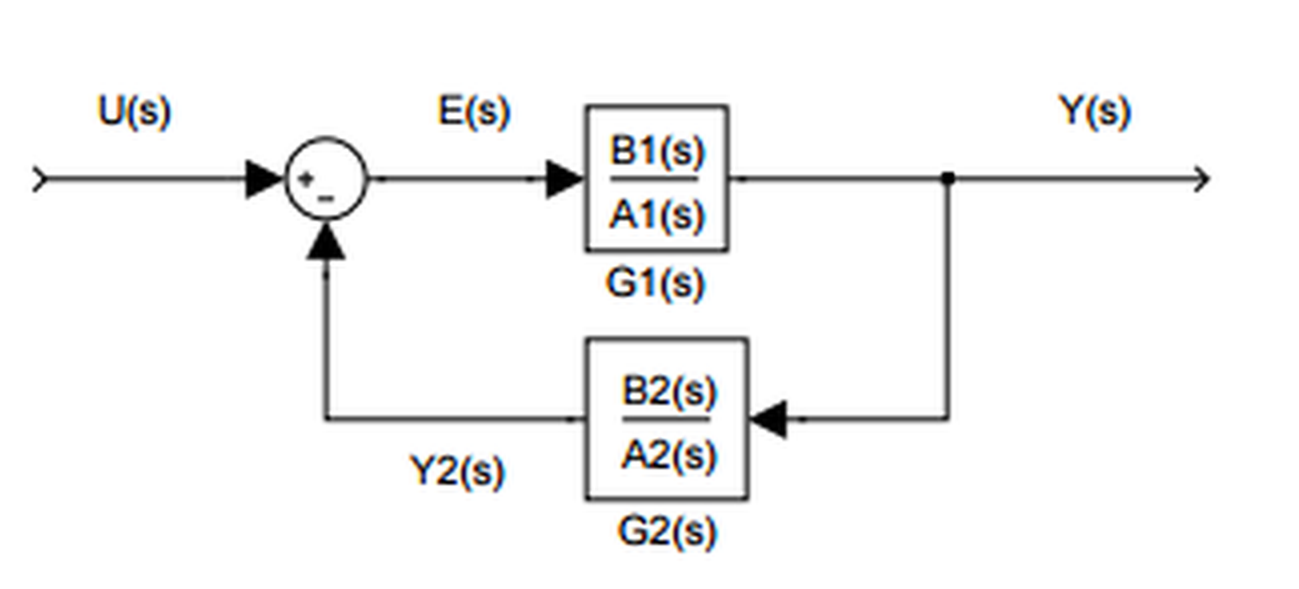 U(s)
E(s)
Y(s)
+
-
B1(s)
A1(s)
G1(s)
B2(s)
A2(s)
Y2(s)
G2(s)